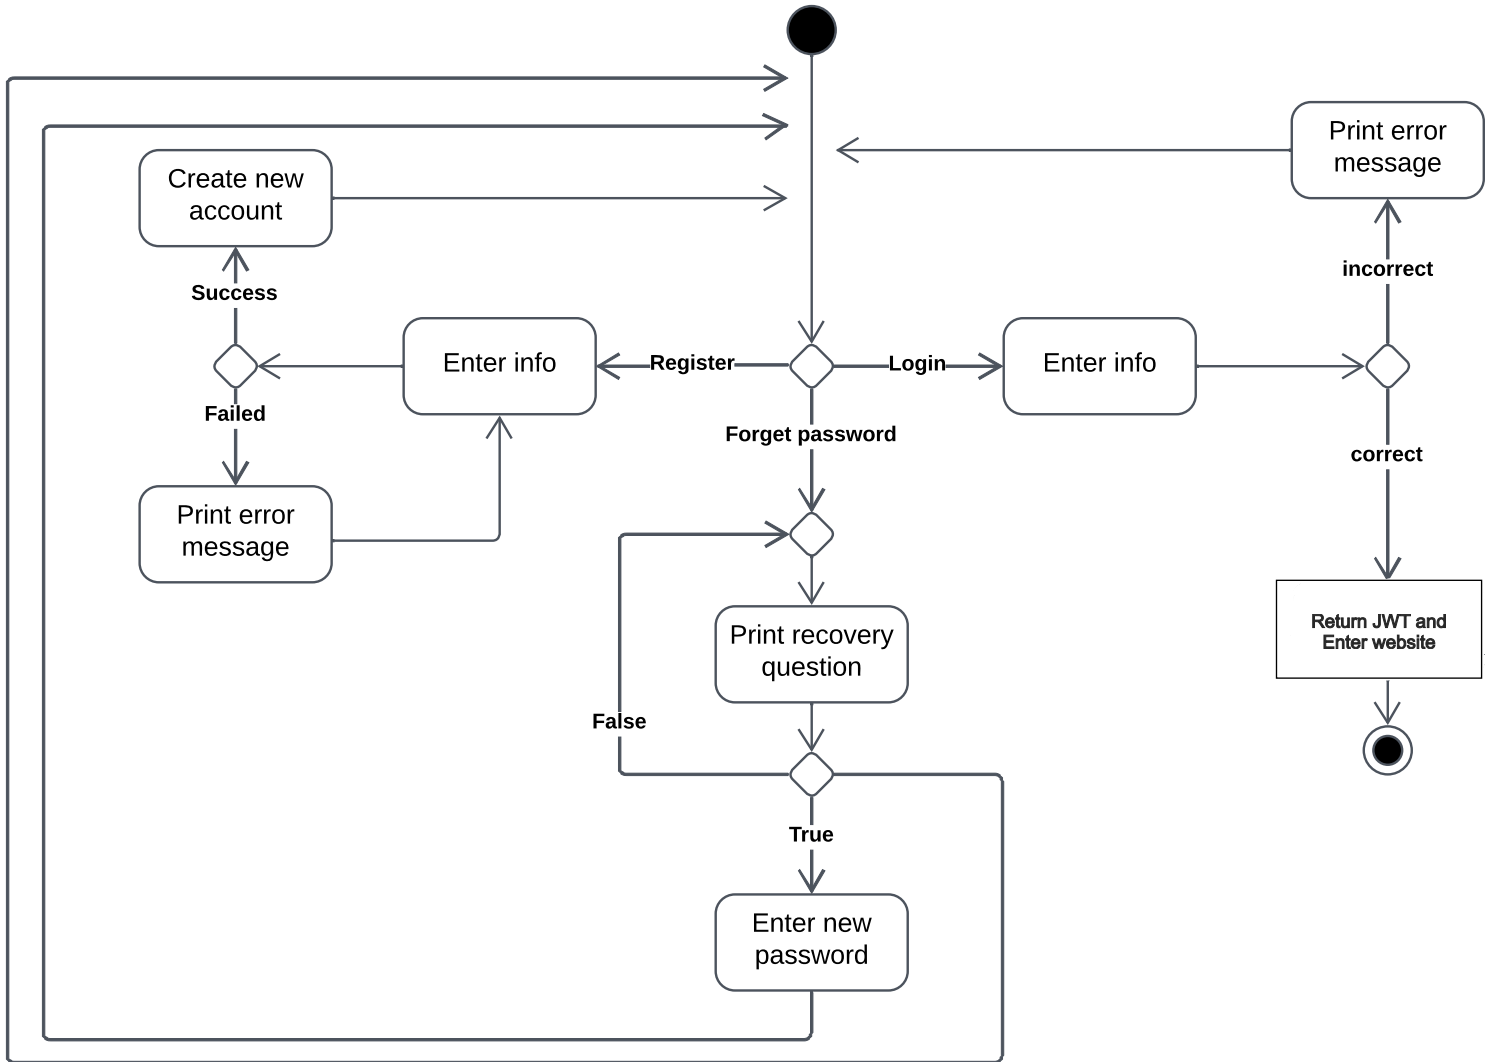 Print error
message
Create new
account
incorrect
Success
Enter info
Register
Login
Enter info
Failed
Forget password
correct
Print error
message
Return JWT and
Enter website
Print recovery
question
False
True
Enter new
password